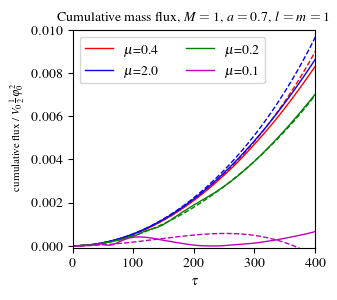 Cumulative mass flux, M = 1, a = 0.7, l = m = 1
μ=0.4
μ=2.0
μ=0.2
μ=0.1
cumulative flux / V₀ ½ φ₀²
0.010
0.008
0.006
0.004
0.002
0.000
0 100 200 300 400
τ